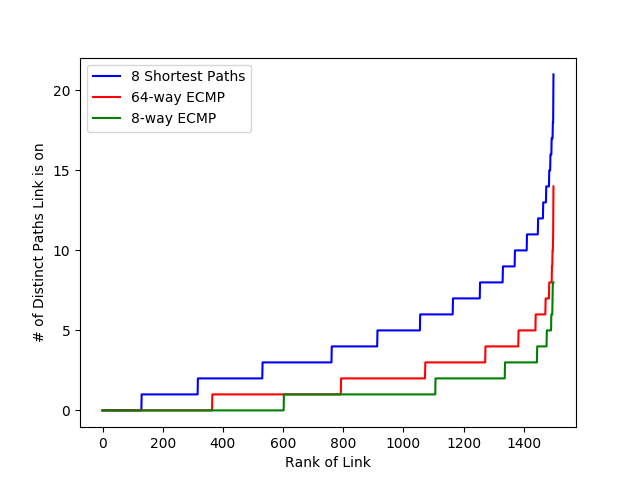 8 Shortest Paths
64-way ECMP
8-way ECMP
# of Distinct Paths Link is on
20
15
10
5
0
0 200 400 600 800 1000 1200 1400
Rank of Link